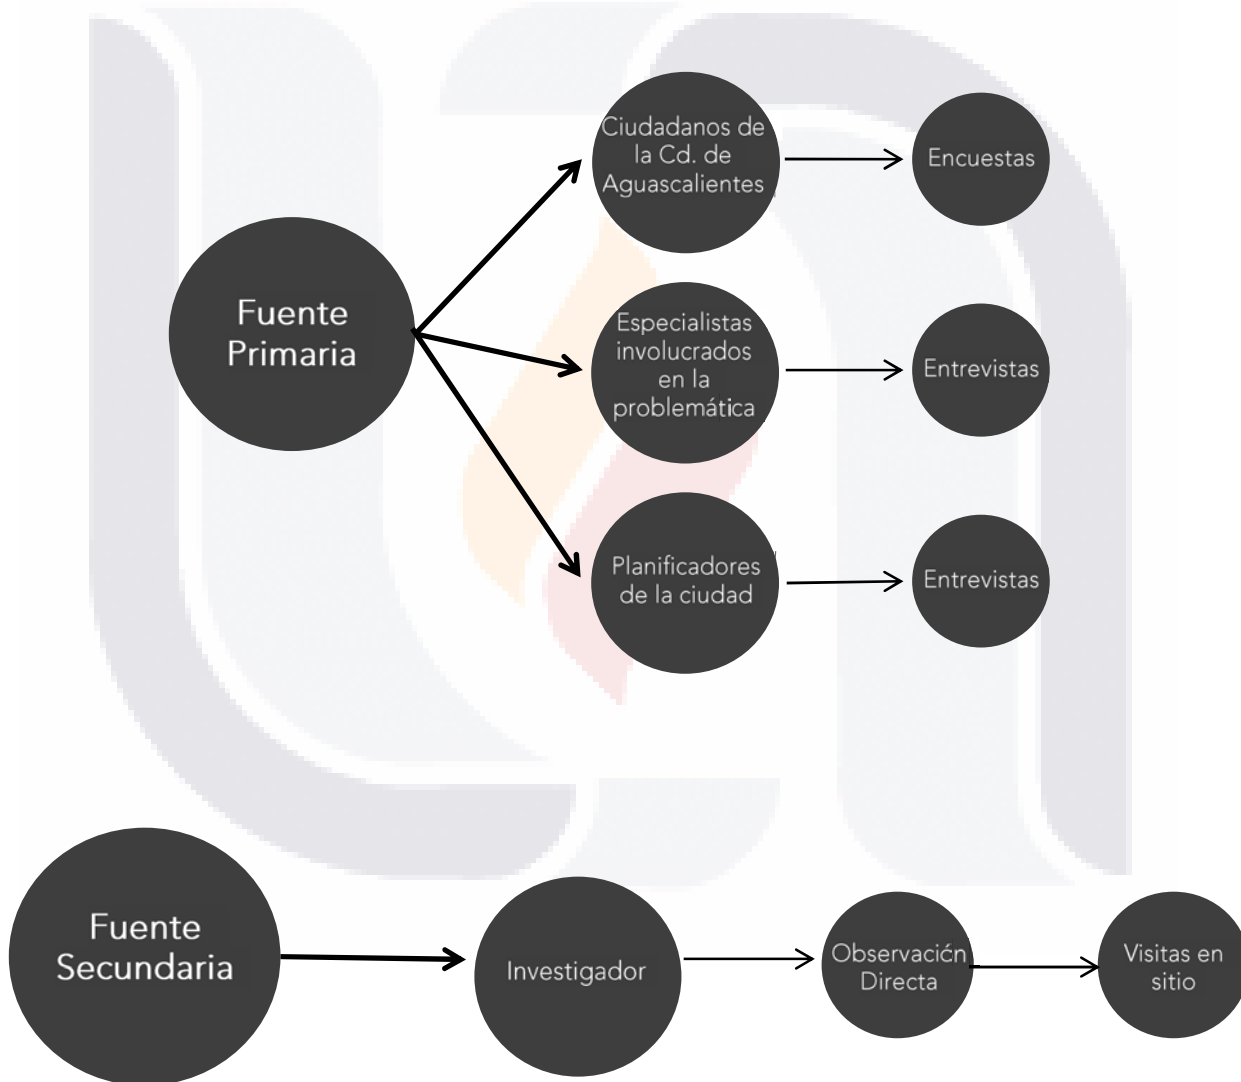 Ciudadanos de
la Cd. de
Aguascalientes
Encuestas
Fuente
Primaria
Especialistas
involucrados
en la
problemática
Entrevistas
Planificadores
de la ciudad
Entrevistas
Fuente
Secundaria
Investigador
Observación
Directa
Visitas en
sitio